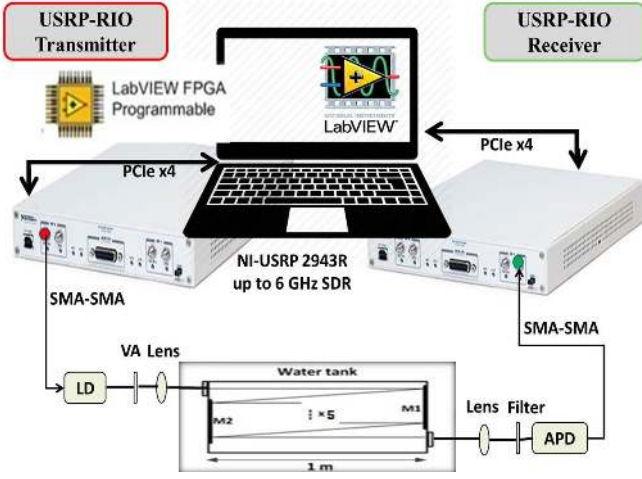 USRP-RIO
Transmitter
USRP-RIO
Receiver
LabVIEW FPGA
Programmable
LabVIEW
PCIe x4
PCIe x4
NI-USRP 2943R
up to 6 GHz SDR
SMA-SMA
SMA-SMA
VA Lens
LD
Water tank
M2
⋮ ×5
M1
1 m
Lens Filter
APD